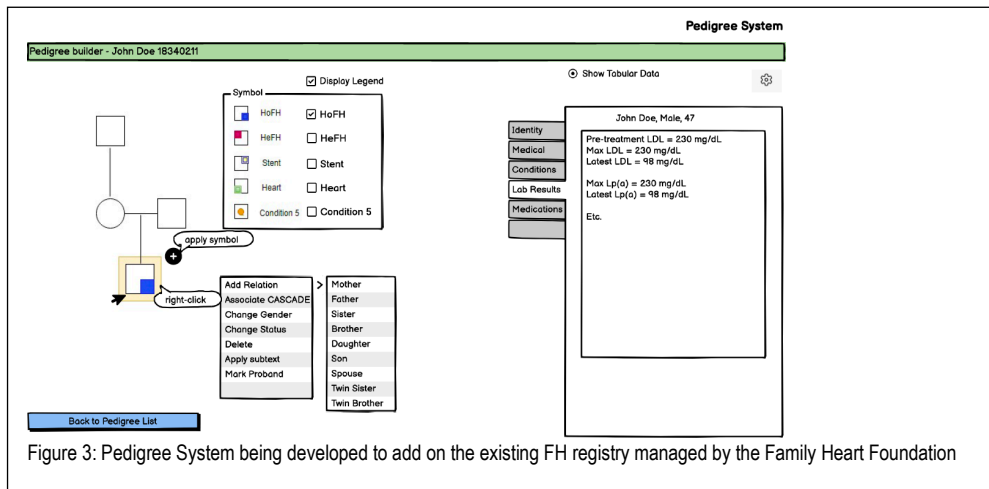 Pedigree System
Pedigree builder - John Doe 18340211
Display Legend
Symbol
HoFH HoFH
HeFH HeFH
Stent Stent
Heart Heart
Condition 5 Condition 5
apply symbol
right-click
Add Relation >
Associate CASCADE
Change Gender
Change Status
Delete
Apply subtext
Mark Proband
Mother
Father
Sister
Brother
Daughter
Son
Spouse
Twin Sister
Twin Brother
Back to Pedigree List
Show Tabular Data
Identity
Medical
Conditions
Lab Results
Medications
John Doe, Male, 47
Pre-treatment LDL = 230 mg/dL
Max LDL = 230 mg/dL
Latest LDL = 98 mg/dL
Max Lp(a) = 230 mg/dL
Latest Lp(a) = 98 mg/dL
Etc.
Figure 3: Pedigree System being developed to add on the existing FH registry managed by the Family Heart Foundation